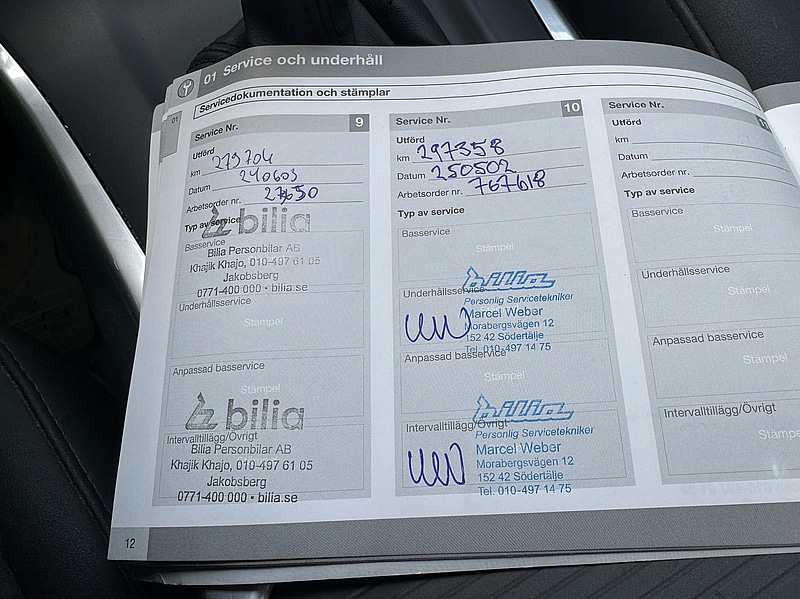 01 Service och underhåll
Servicedokumentation och stämplar
01
Service Nr. 9
Utförd
km 279704
Datum 240603
Arbetsorder nr.
Typ av service
bilia
Basservice
Bilia Personbilar AB
Khajik Khajo, 010-497 61 05
Jakobsberg
0771-400 000 • bilia.se
Underhållsservice
Stämpel
Anpassad basservice
Stämpel
bilia
Intervalltillägg/Övrigt
Bilia Personbilar AB
Khajik Khajo, 010-497 61 05
Jakobsberg
0771-400 000 • bilia.se
Service Nr. 10
Utförd
km 297358
Datum 250502
Arbetsorder nr. 767618
Typ av service
Basservice
Stämpel
bilia
Underhållsservice
Personlig Servicetekniker
Marcel Weber
Morabergsvägen 12
152 42 Södertälje
Tel. 010-497 14 75
Anpassad basservice
Stämpel
bilia
Intervalltillägg/Övrigt
Personlig Servicetekniker
Marcel Weber
Morabergsvägen 12
152 42 Södertälje
Tel. 010-497 14 75
Service Nr.
Utförd
km
Datum
Arbetsorder nr.
Typ av service
Basservice
Stämpel
Underhållsservice
Stämpel
Anpassad basservice
Stämpel
Intervalltillägg/Övrigt
Stämpel
12